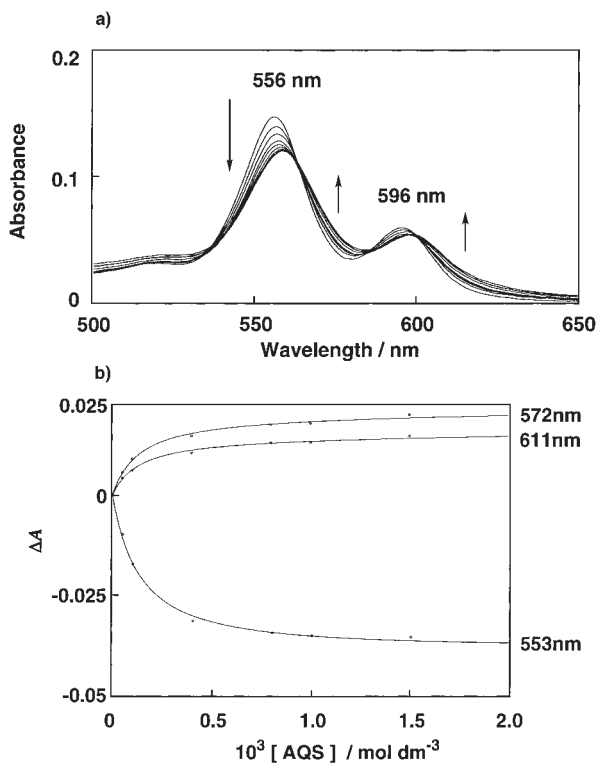 a)
0.2
0.1
0
Absorbance
556 nm
596 nm
500 550 600 650
Wavelength / nm
b)
0.025
0
-0.025
-0.05
ΔA
572nm
611nm
553nm
0 0.5 1.0 1.5 2.0
10³ [ AQS ] / mol dm⁻³